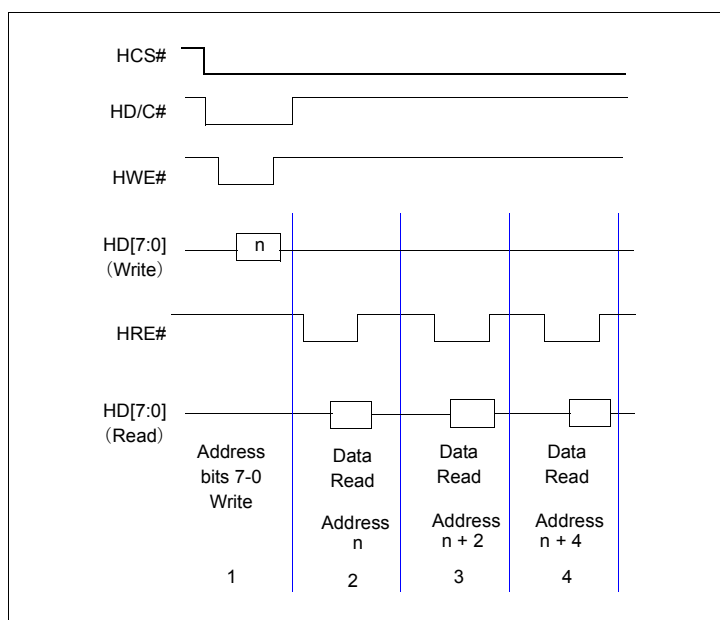 HCS#
HD/C#
HWE#
HD[7:0]
（Write）
n
HRE#
HD[7:0]
（Read）
Address
bits 7-0
Write
Data
Read
Data
Read
Data
Read
Address
n
Address
n + 2
Address
n + 4
1
2
3
4